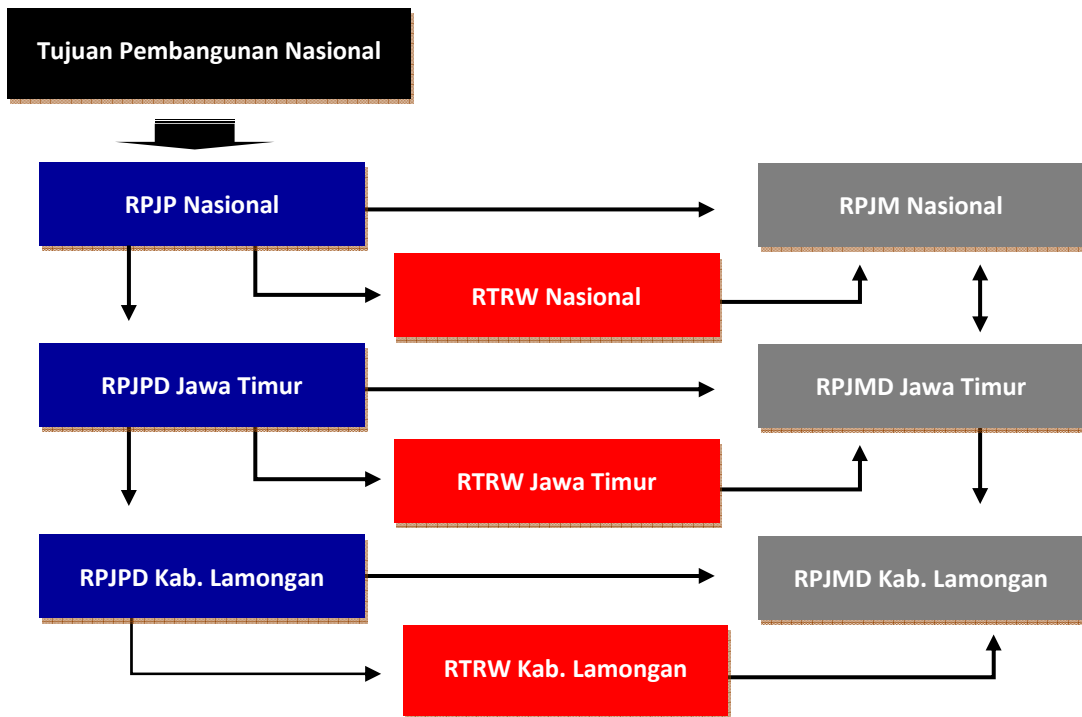 Tujuan Pembangunan Nasional
RPJP Nasional
RPJM Nasional
RTRW Nasional
RPJPD Jawa Timur
RPJMD Jawa Timur
RTRW Jawa Timur
RPJPD Kab. Lamongan
RPJMD Kab. Lamongan
RTRW Kab. Lamongan